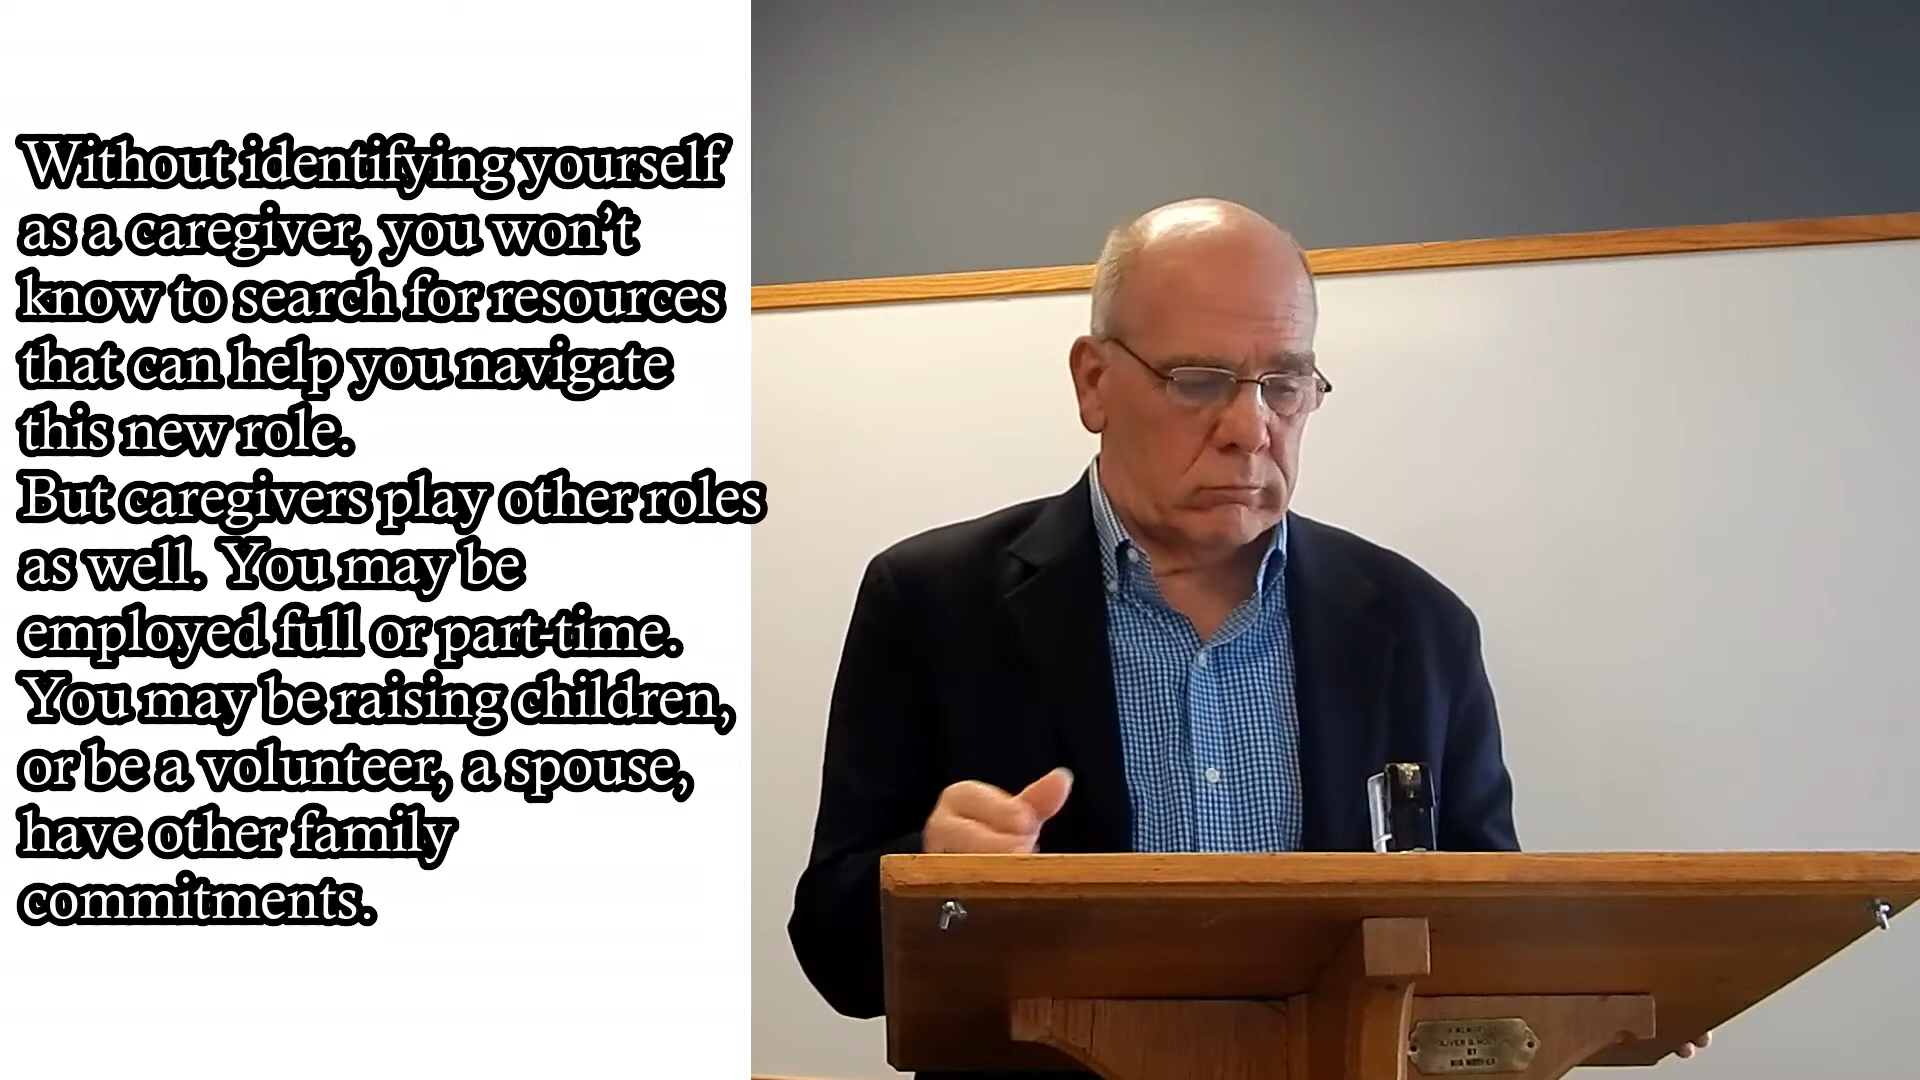 Without identifying yourself
as a caregiver, you won’t
know to search for resources
that can help you navigate
this new role.
But caregivers play other roles
as well. You may be
employed full or part-time.
You may be raising children,
or be a volunteer, a spouse,
have other family
commitments.
OLIVER
BY